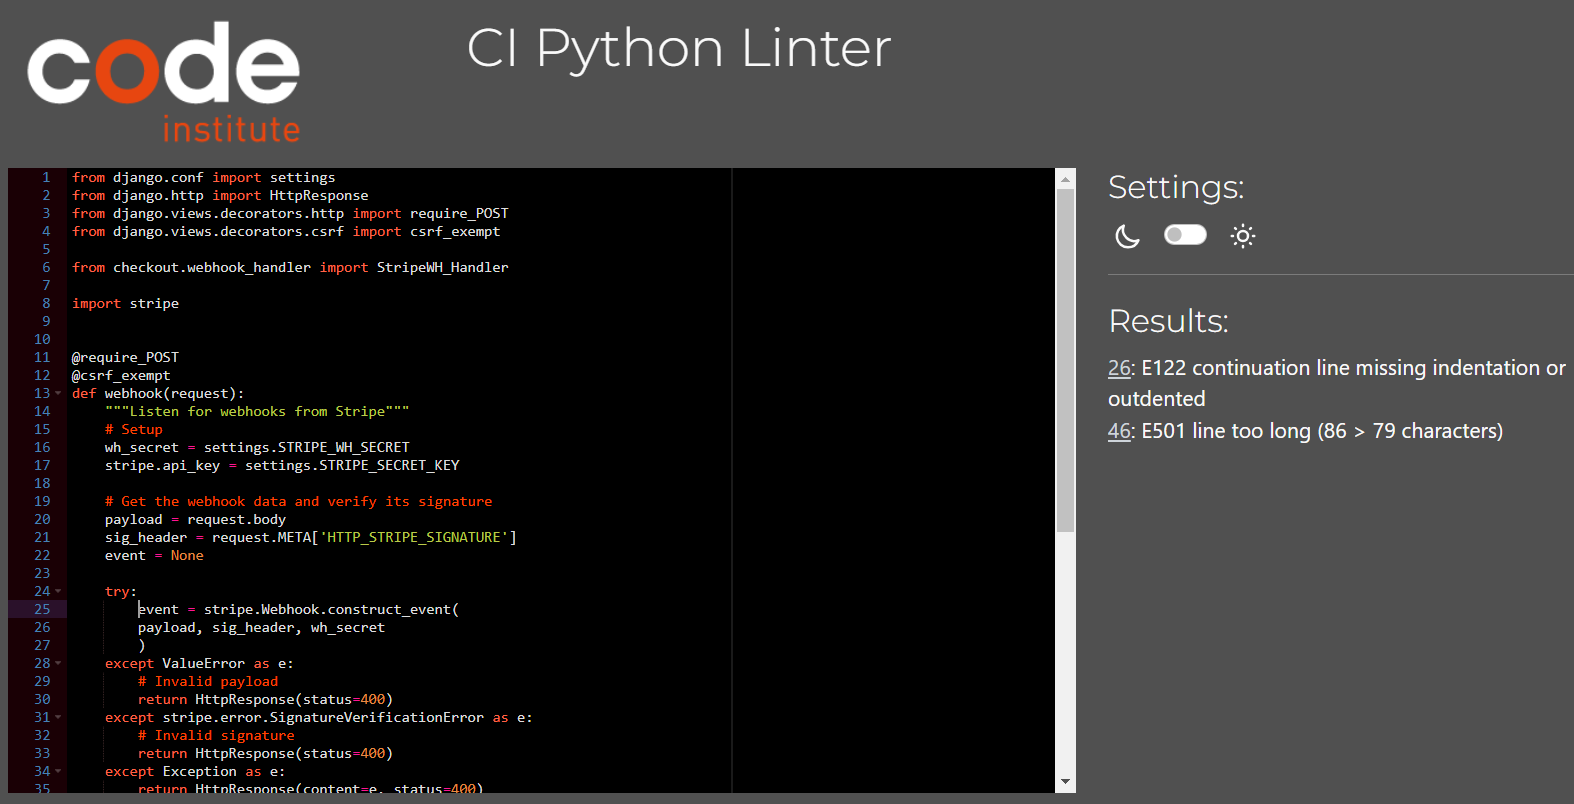 code
institute
CI Python Linter
1 from django.conf import settings
2 from django.http import HttpResponse
3 from django.views.decorators.http import require_POST
4 from django.views.decorators.csrf import csrf_exempt
5
6 from checkout.webhook_handler import StripeWH_Handler
7
8 import stripe
9
10
11 @require_POST
12 @csrf_exempt
13 def webhook(request):
14     """Listen for webhooks from Stripe"""
15     # Setup
16     wh_secret = settings.STRIPE_WH_SECRET
17     stripe.api_key = settings.STRIPE_SECRET_KEY
18
19     # Get the webhook data and verify its signature
20     payload = request.body
21     sig_header = request.META['HTTP_STRIPE_SIGNATURE']
22     event = None
23
24     try:
25         event = stripe.Webhook.construct_event(
26         payload, sig_header, wh_secret
27         )
28     except ValueError as e:
29         # Invalid payload
30         return HttpResponse(status=400)
31     except stripe.error.SignatureVerificationError as e:
32         # Invalid signature
33         return HttpResponse(status=400)
34     except Exception as e:
35         return HttpResponse(content=e, status=400)
Settings:
Results:
26: E122 continuation line missing indentation or
outdented
46: E501 line too long (86 > 79 characters)